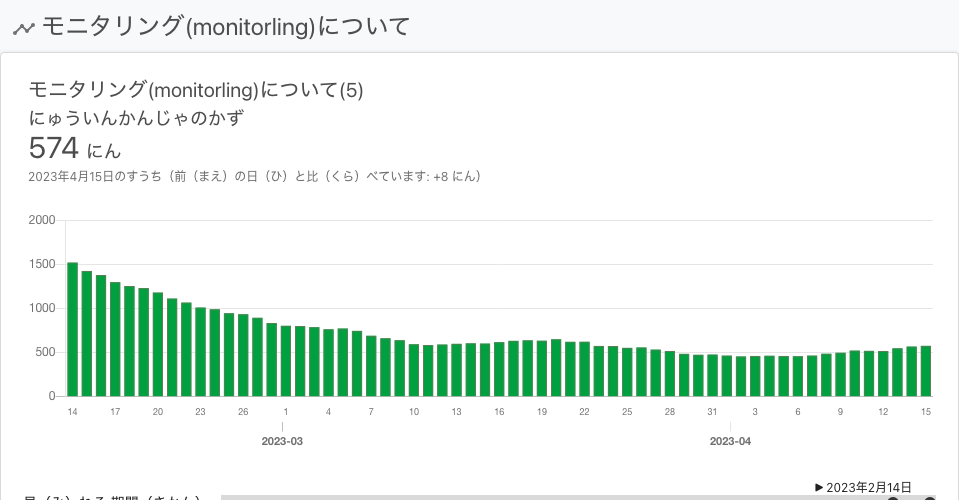 モニタリング(monitorling)について
モニタリング(monitorling)について(5)
にゅういんかんじゃのかず
574 にん
2023年4月15日のすうち（前（まえ）の日（ひ）と比（くら）べています: +8 にん）
2000
1500
1000
500
0
14 17 20 23 26 1 4 7 10 13 16 19 22 25 28 31 3 6 9 12 15
2023-03 2023-04
▶ 2023年2月14日